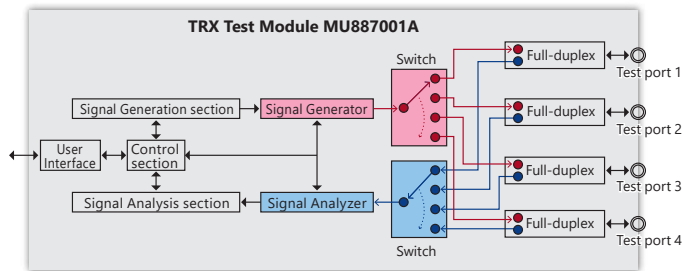 TRX Test Module MU887001A
Switch
Full-duplex
Test port 1
Signal Generation section
Signal Generator
Full-duplex
Test port 2
User
Interface
Control
section
Full-duplex
Test port 3
Signal Analysis section
Signal Analyzer
Full-duplex
Test port 4
Switch